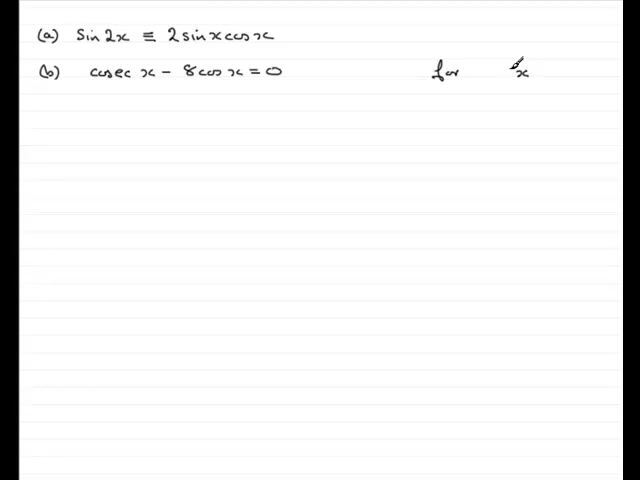 (a) Sin 2x ≡ 2 sin x cos x
(b) cosec x − 8 cos x = 0 for x